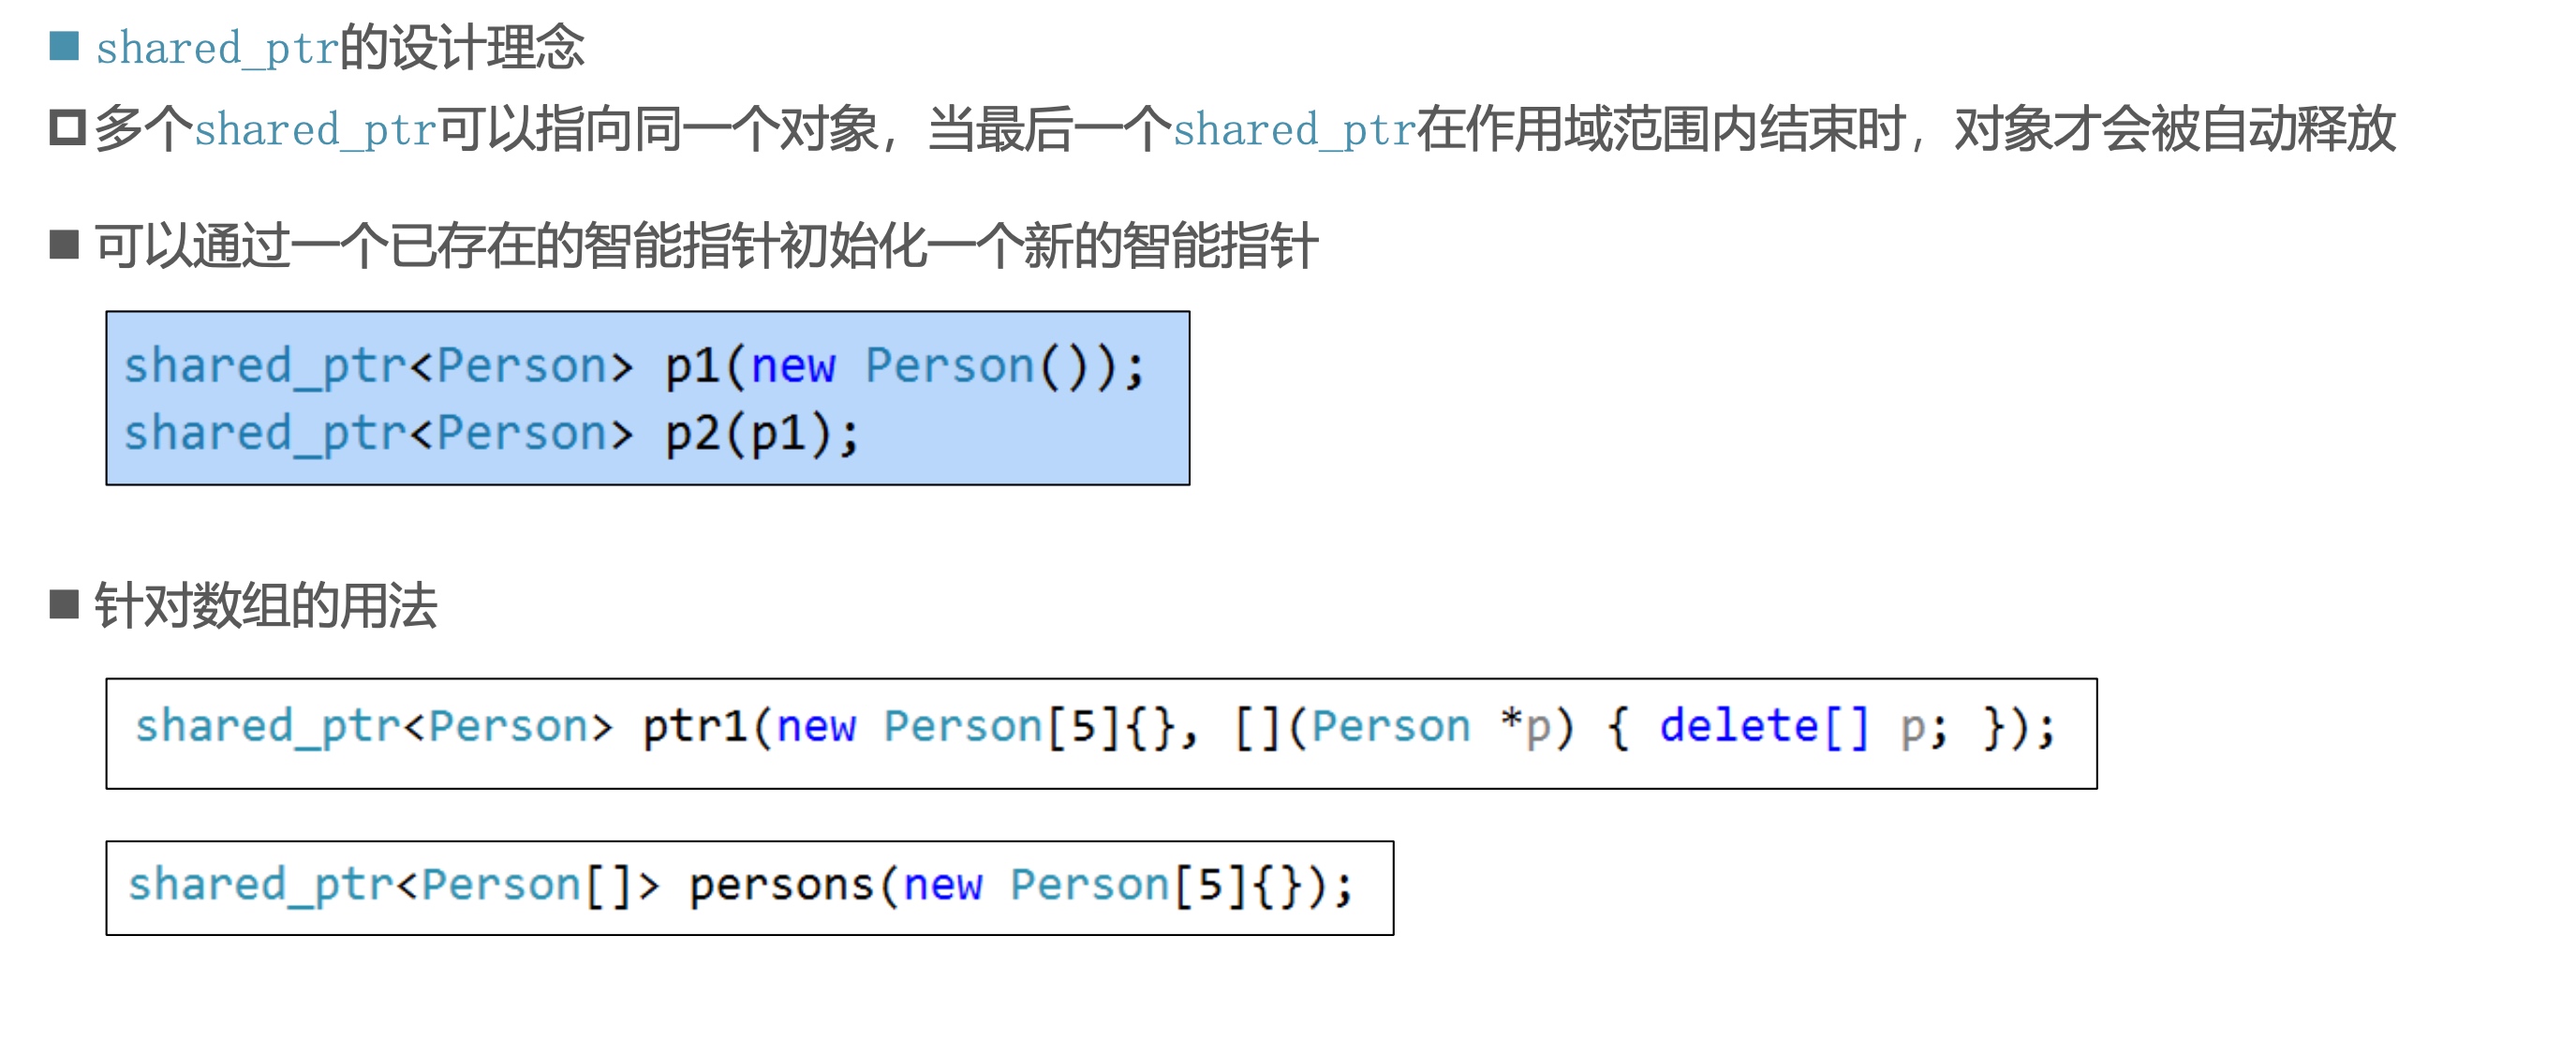 shared_ptr的设计理念
多个shared_ptr可以指向同一个对象，当最后一个shared_ptr在作用域范围内结束时，对象才会被自动释放
可以通过一个已存在的智能指针初始化一个新的智能指针
shared_ptr<Person> p1(new Person());
shared_ptr<Person> p2(p1);
针对数组的用法
shared_ptr<Person> ptr1(new Person[5]{}, [](Person *p) { delete[] p; });
shared_ptr<Person[]> persons(new Person[5]{});